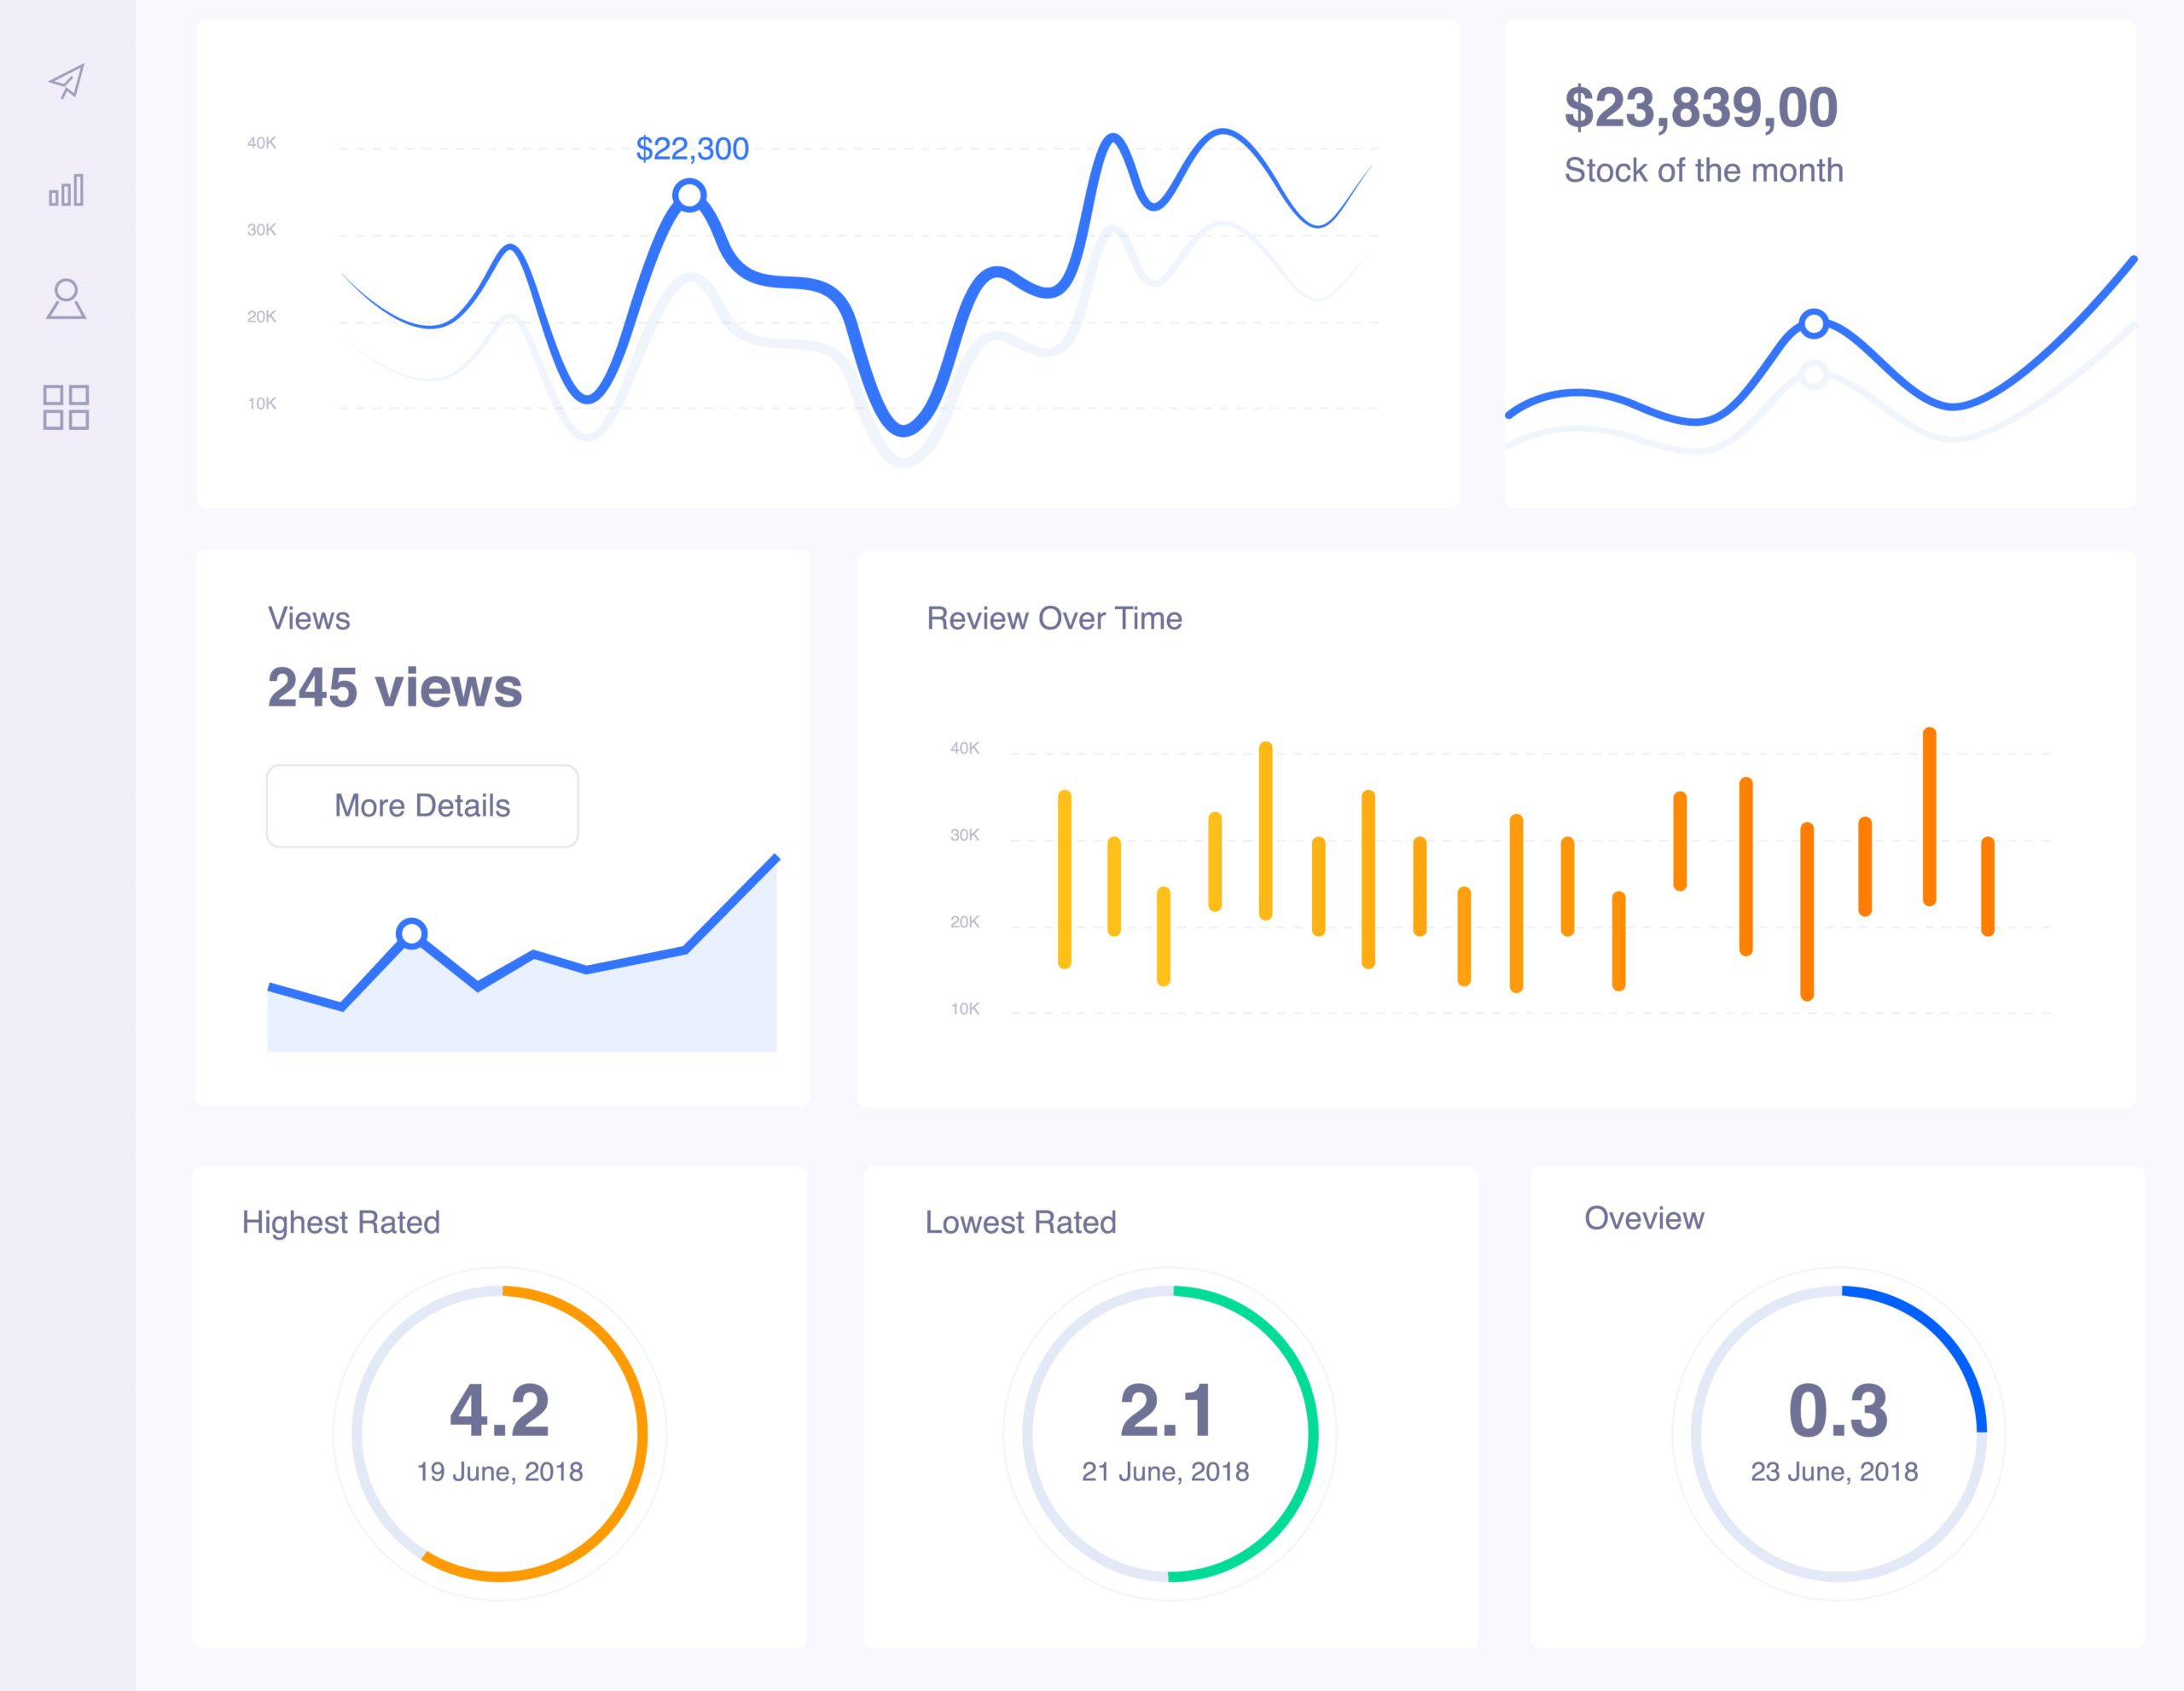 40K
$22,300
30K
20K
10K
$23,839,00
Stock of the month
Views
245 views
More Details
Review Over Time
40K
30K
20K
10K
Highest Rated
4.2
19 June, 2018
Lowest Rated
2.1
21 June, 2018
Oveview
0.3
23 June, 2018